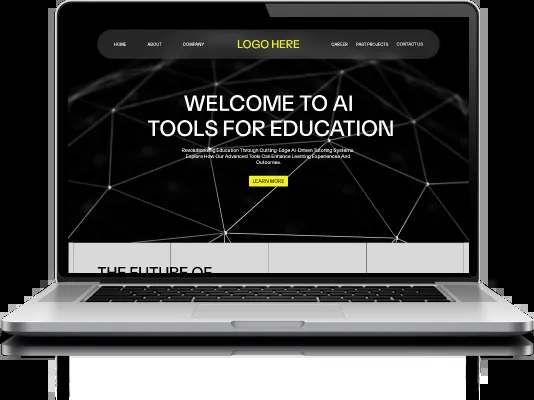 HOME ABOUT COMPANY LOGO HERE CAREER PAST PROJECTS CONTACT US
WELCOME TO AI
TOOLS FOR EDUCATION
Revolutionizing Education Through Cutting-Edge AI-Driven Tutoring Systems.
Explore How Our Advanced Tools Can Enhance Learning Experiences And
Outcomes.
LEARN MORE
THE FUTURE OF